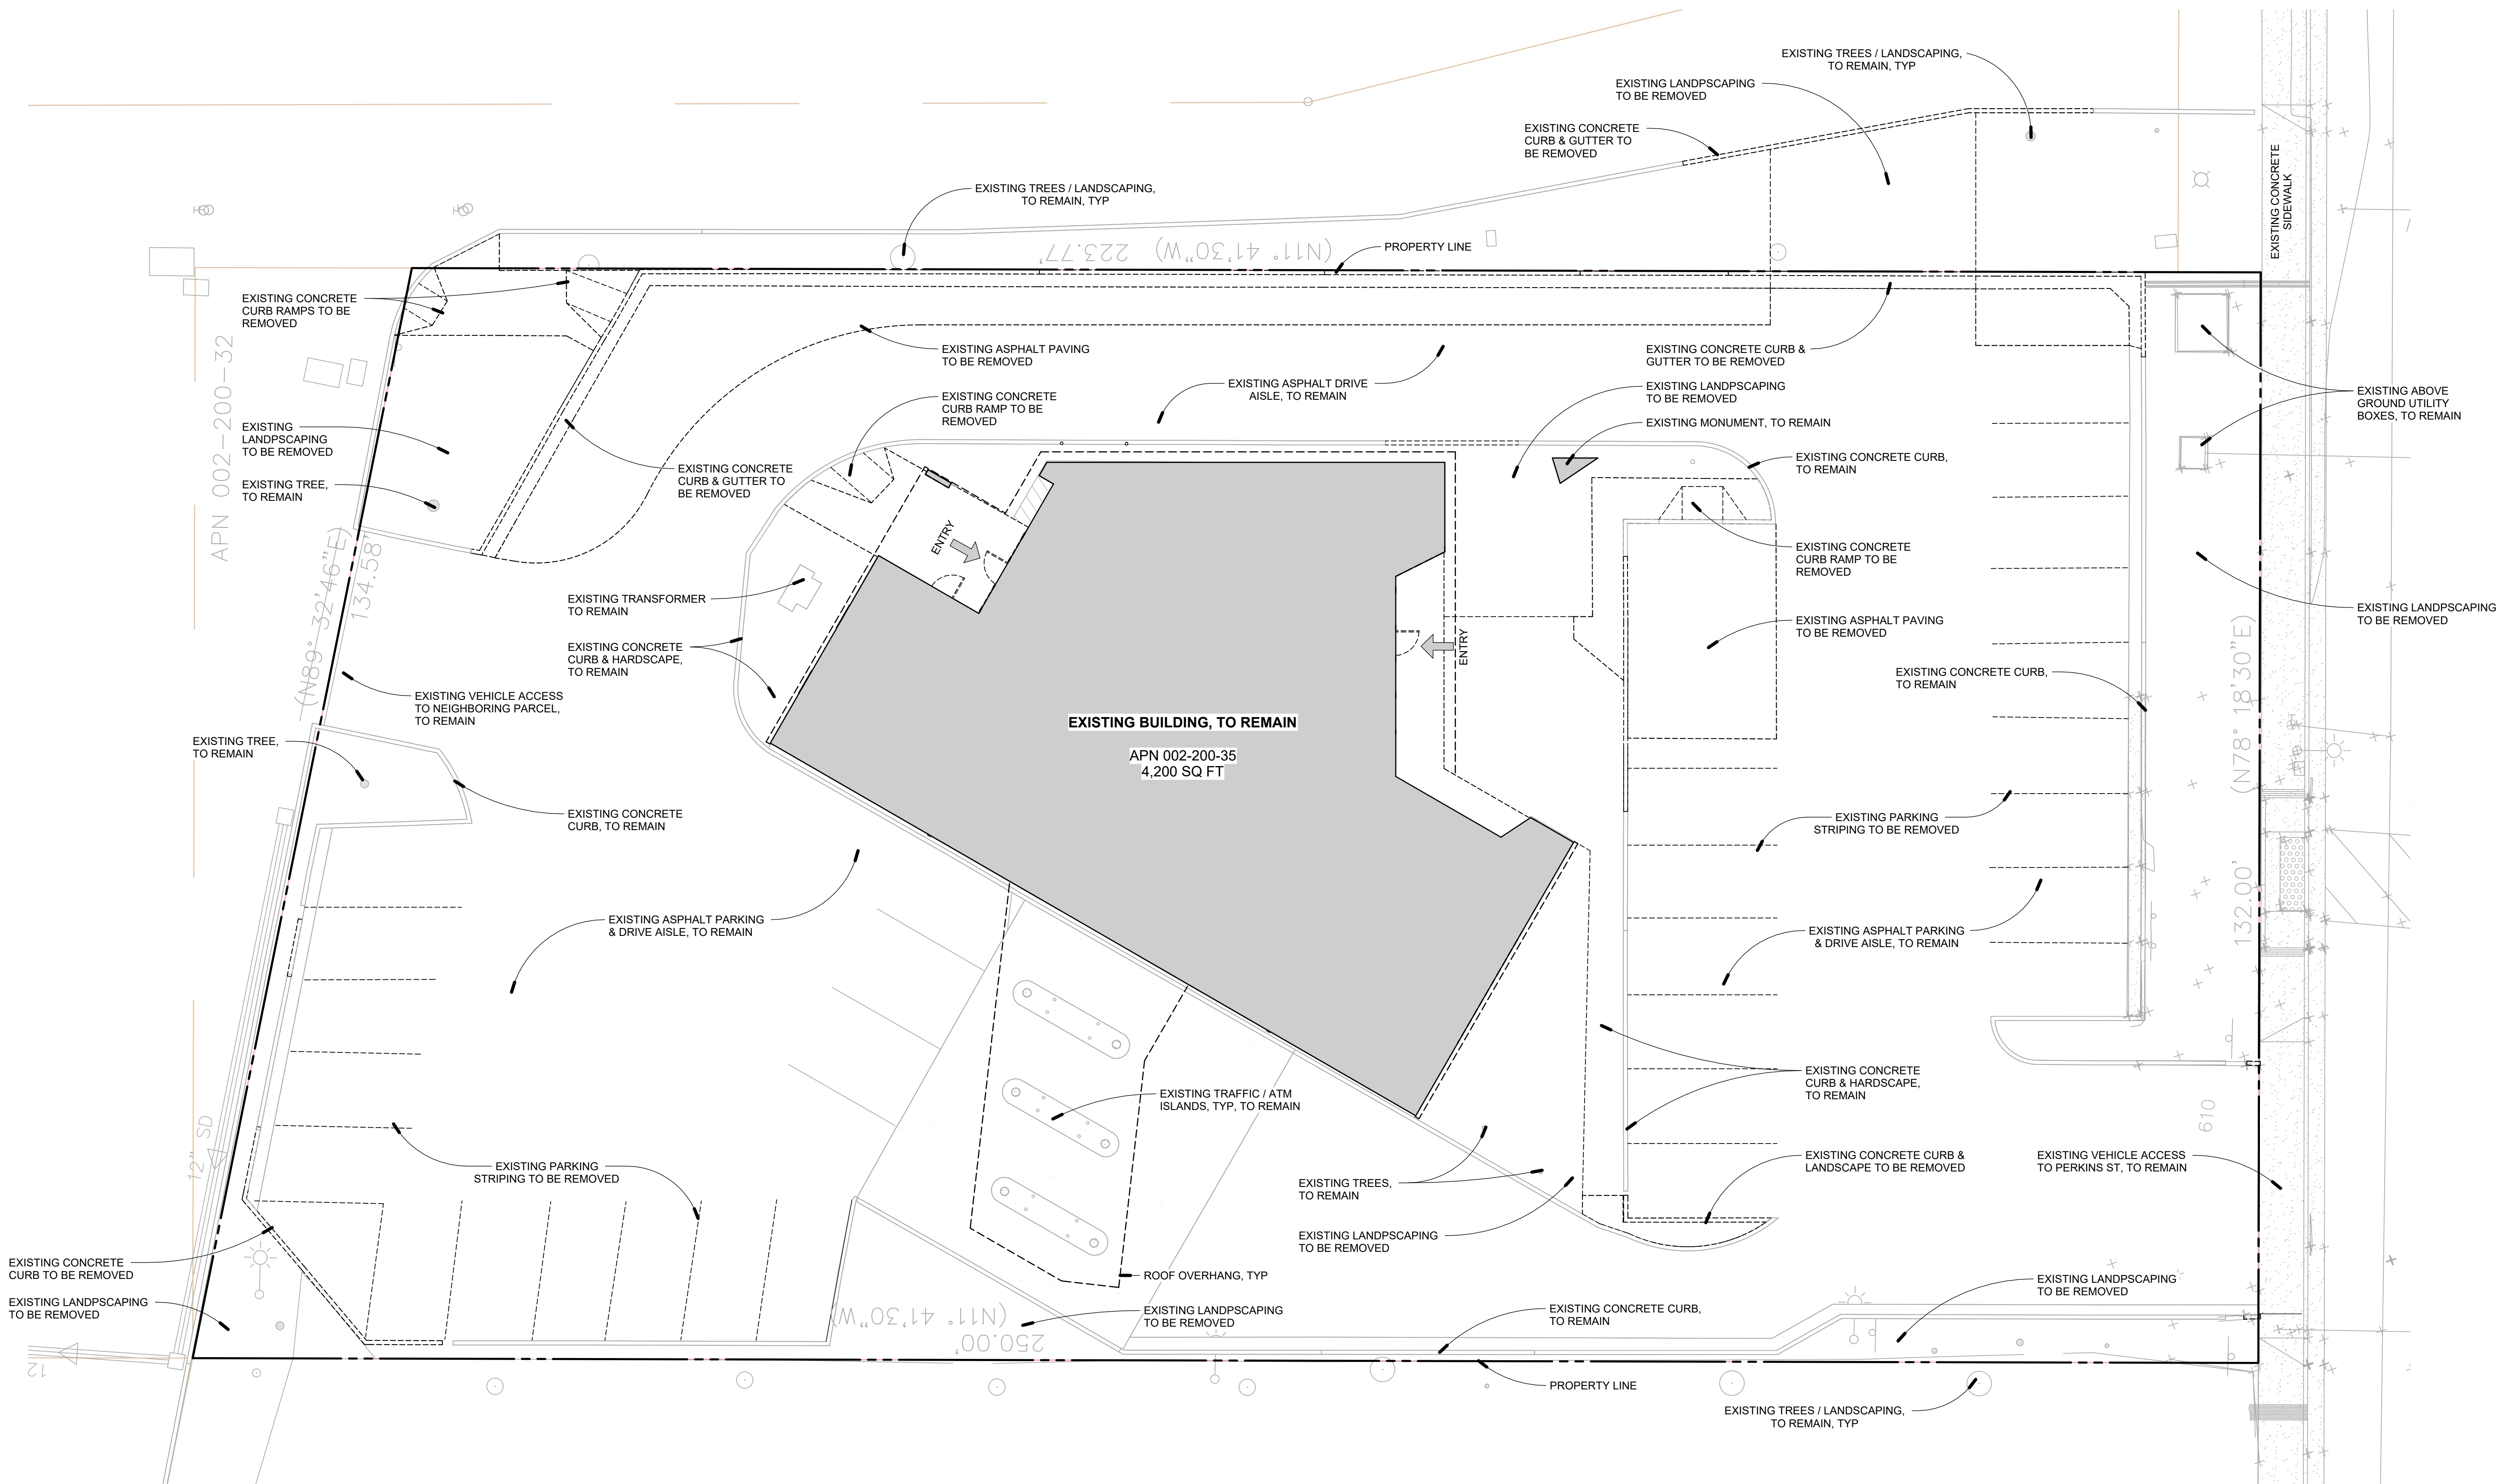 EXISTING TREES / LANDSCAPING,
TO REMAIN, TYP
EXISTING LANDPSCAPING
TO BE REMOVED
EXISTING CONCRETE
CURB & GUTTER TO
BE REMOVED
EXISTING CONCRETE
SIDEWALK
EXISTING TREES / LANDSCAPING,
TO REMAIN, TYP
PROPERTY LINE
(N11° 41'30"W) 223.77'
EXISTING CONCRETE
CURB RAMPS TO BE
REMOVED
APN 002-200-32
EXISTING ASPHALT PAVING
TO BE REMOVED
EXISTING CONCRETE CURB &
GUTTER TO BE REMOVED
EXISTING ASPHALT DRIVE
AISLE, TO REMAIN
EXISTING LANDPSCAPING
TO BE REMOVED
EXISTING MONUMENT, TO REMAIN
EXISTING CONCRETE
CURB RAMP TO BE
REMOVED
EXISTING ABOVE
GROUND UTILITY
BOXES, TO REMAIN
EXISTING
LANDPSCAPING
TO BE REMOVED
EXISTING CONCRETE
CURB & GUTTER TO
BE REMOVED
EXISTING CONCRETE CURB,
TO REMAIN
EXISTING TREE,
TO REMAIN
ENTRY
EXISTING CONCRETE
CURB RAMP TO BE
REMOVED
(N89° 32'46"E)
134.58'
EXISTING TRANSFORMER
TO REMAIN
EXISTING LANDPSCAPING
TO BE REMOVED
EXISTING ASPHALT PAVING
TO BE REMOVED
ENTRY
EXISTING CONCRETE
CURB & HARDSCAPE,
TO REMAIN
EXISTING CONCRETE CURB,
TO REMAIN
(N78° 18'30"E)
132.00'
EXISTING VEHICLE ACCESS
TO NEIGHBORING PARCEL,
TO REMAIN
EXISTING BUILDING, TO REMAIN
APN 002-200-35
4,200 SQ FT
EXISTING TREE,
TO REMAIN
EXISTING CONCRETE
CURB, TO REMAIN
EXISTING PARKING
STRIPING TO BE REMOVED
EXISTING ASPHALT PARKING
& DRIVE AISLE, TO REMAIN
EXISTING ASPHALT PARKING
& DRIVE AISLE, TO REMAIN
EXISTING CONCRETE
CURB & HARDSCAPE,
TO REMAIN
EXISTING TRAFFIC / ATM
ISLANDS, TYP, TO REMAIN
610
12" SD
EXISTING PARKING
STRIPING TO BE REMOVED
EXISTING CONCRETE CURB &
LANDSCAPE TO BE REMOVED
EXISTING VEHICLE ACCESS
TO PERKINS ST, TO REMAIN
EXISTING TREES,
TO REMAIN
EXISTING LANDPSCAPING
TO BE REMOVED
EXISTING CONCRETE
CURB TO BE REMOVED
ROOF OVERHANG, TYP
EXISTING LANDPSCAPING
TO BE REMOVED
EXISTING LANDPSCAPING
TO BE REMOVED
(N11° 41'30"W)
250.00'
EXISTING LANDPSCAPING
TO BE REMOVED
EXISTING CONCRETE CURB,
TO REMAIN
12
PROPERTY LINE
EXISTING TREES / LANDSCAPING,
TO REMAIN, TYP